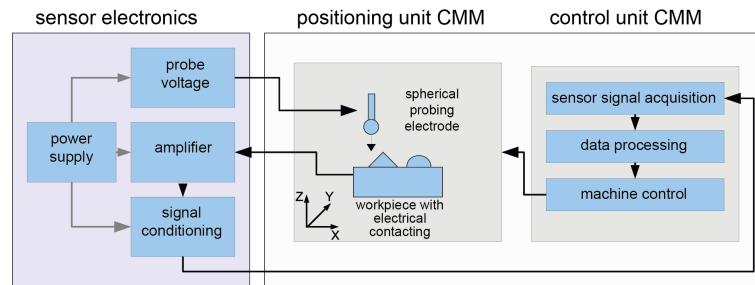 sensor electronics
positioning unit CMM
control unit CMM
probe
voltage
power
supply
amplifier
signal
conditioning
spherical
probing
electrode
Z
Y
X
workpiece with
electrical
contacting
sensor signal acquisition
data processing
machine control